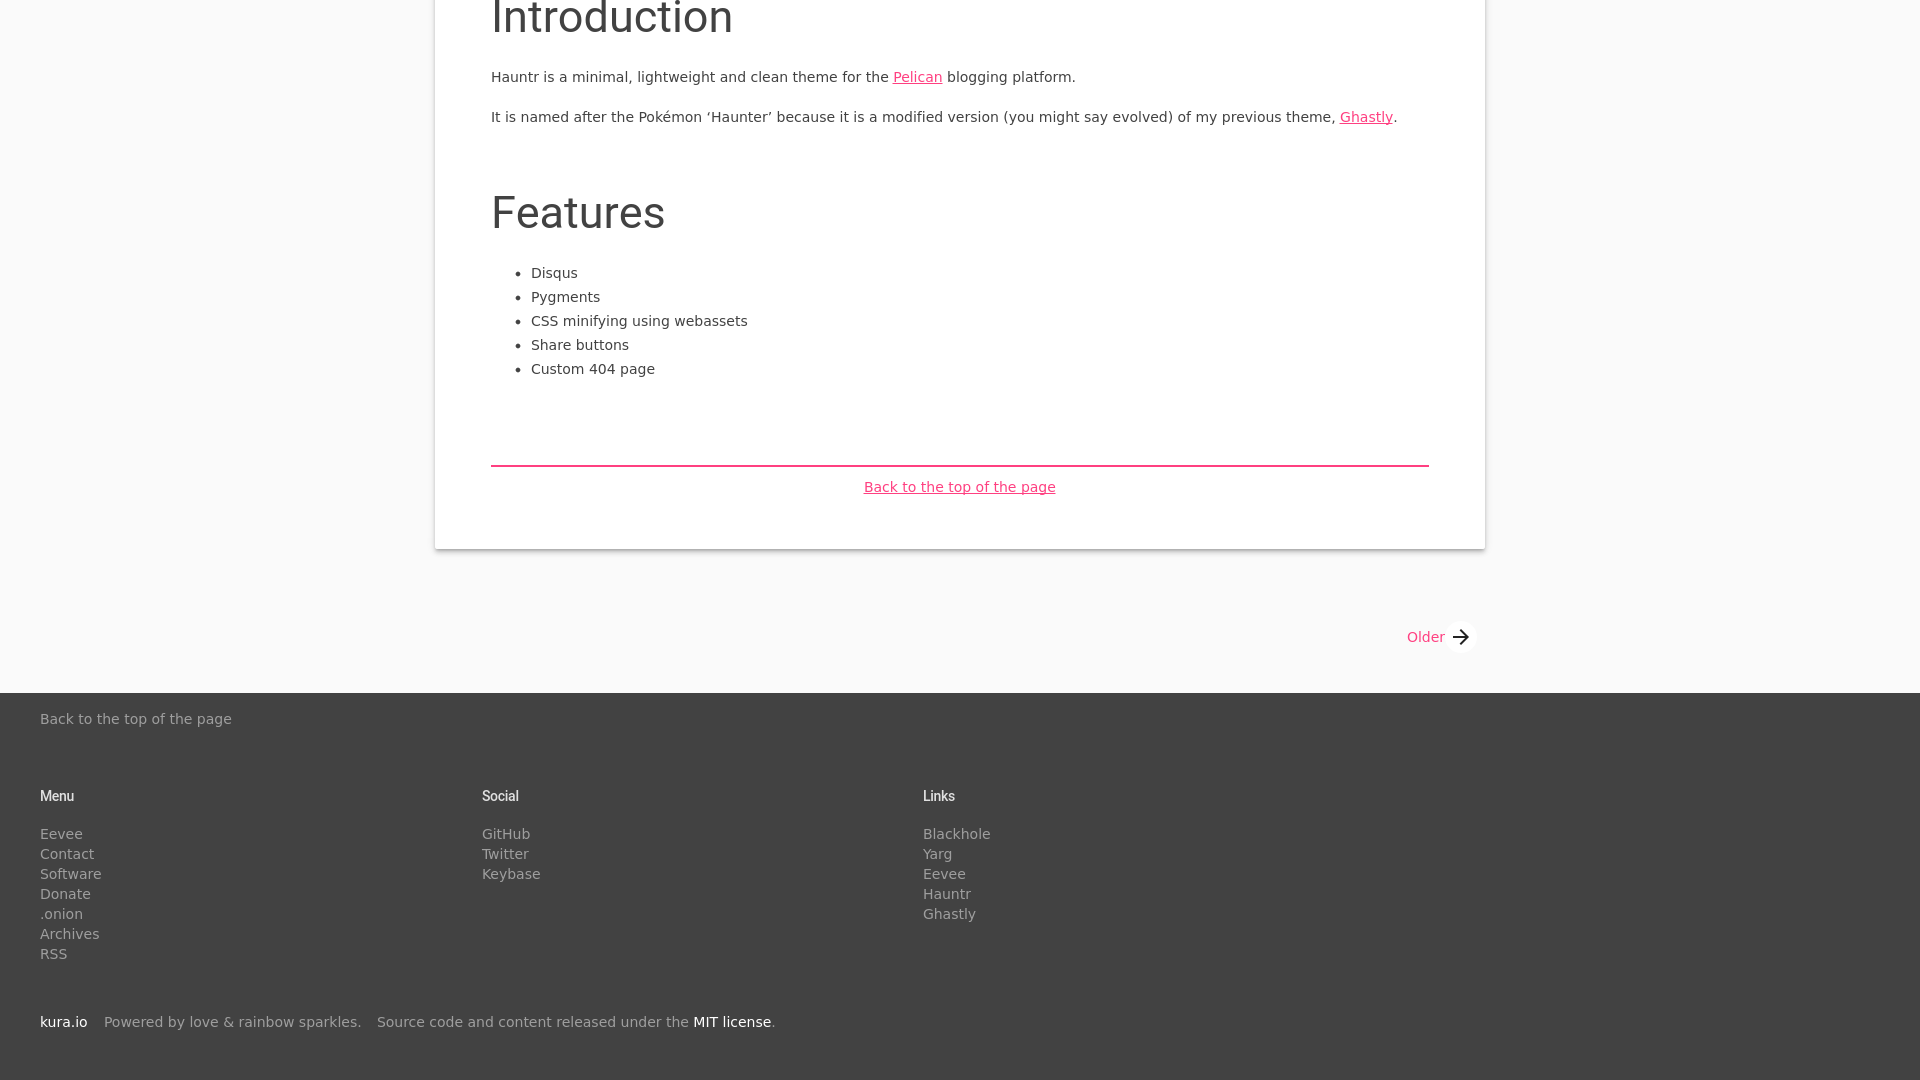 Introduction
Hauntr is a minimal, lightweight and clean theme for the Pelican blogging platform.
It is named after the Pokémon ‘Haunter’ because it is a modified version (you might say evolved) of my previous theme, Ghastly.
Features
Disqus
Pygments
CSS minifying using webassets
Share buttons
Custom 404 page
Back to the top of the page
Older
Back to the top of the page
Menu
Eevee
Contact
Software
Donate
.onion
Archives
RSS
Social
GitHub
Twitter
Keybase
Links
Blackhole
Yarg
Eevee
Hauntr
Ghastly
kura.io Powered by love & rainbow sparkles. Source code and content released under the MIT license.